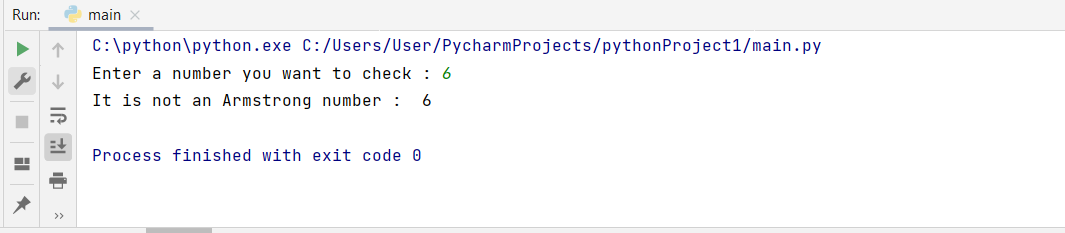 Run: main
C:\python\python.exe C:/Users/User/PycharmProjects/pythonProject1/main.py
Enter a number you want to check : 6
It is not an Armstrong number :  6
Process finished with exit code 0